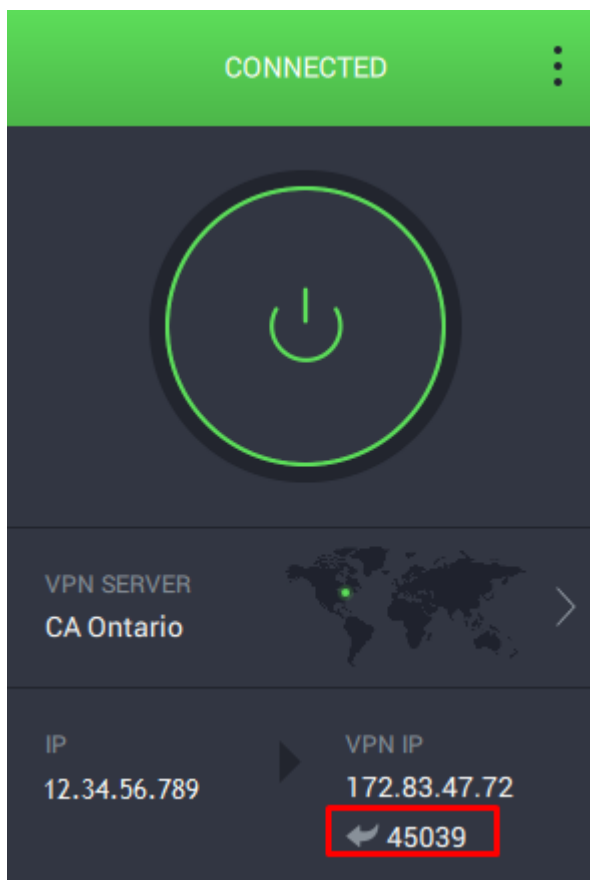 CONNECTED
VPN SERVER
CA Ontario
IP
12.34.56.789
VPN IP
172.83.47.72
45039